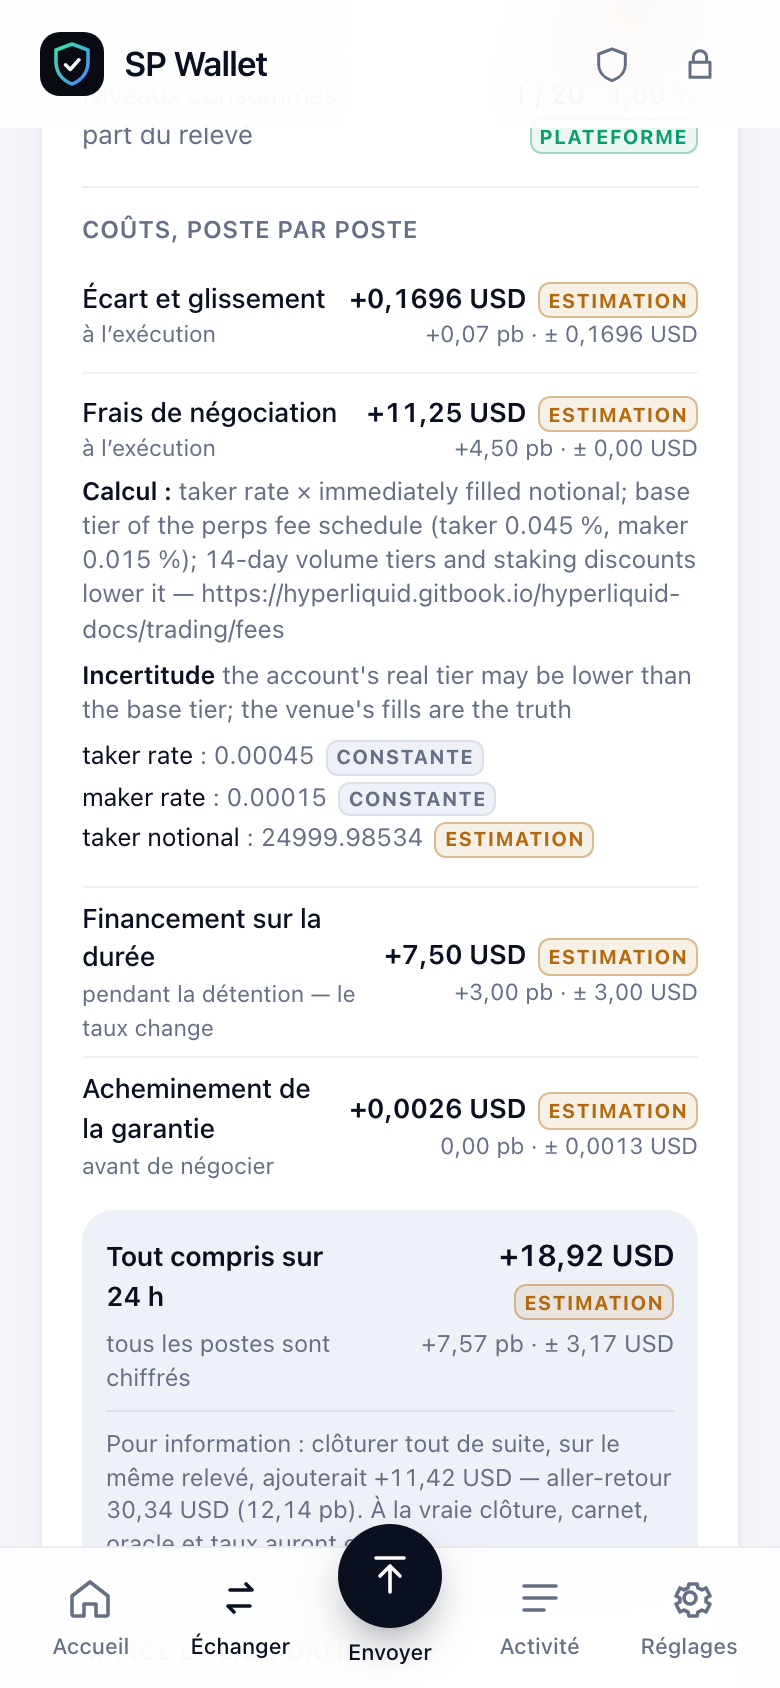 SP Wallet
Niveaux consommés 1 / 20 · 1,09 %
part du relevé PLATEFORME
COÛTS, POSTE PAR POSTE
Écart et glissement +0,1696 USD ESTIMATION
à l’exécution +0,07 pb · ± 0,1696 USD
Frais de négociation +11,25 USD ESTIMATION
à l’exécution +4,50 pb · ± 0,00 USD
Calcul : taker rate × immediately filled notional; base
tier of the perps fee schedule (taker 0.045 %, maker
0.015 %); 14-day volume tiers and staking discounts
lower it — https://hyperliquid.gitbook.io/hyperliquid-
docs/trading/fees
Incertitude the account's real tier may be lower than
the base tier; the venue's fills are the truth
taker rate : 0.00045 CONSTANTE
maker rate : 0.00015 CONSTANTE
taker notional : 24999.98534 ESTIMATION
Financement sur la
durée +7,50 USD ESTIMATION
pendant la détention — le +3,00 pb · ± 3,00 USD
taux change
Acheminement de
la garantie +0,0026 USD ESTIMATION
avant de négocier 0,00 pb · ± 0,0013 USD
Tout compris sur +18,92 USD
24 h ESTIMATION
tous les postes sont +7,57 pb · ± 3,17 USD
chiffrés
Pour information : clôturer tout de suite, sur le
même relevé, ajouterait +11,42 USD — aller-retour
30,34 USD (12,14 pb). À la vraie clôture, carnet,
oracle et taux auront
Accueil Échanger Envoyer Activité Réglages